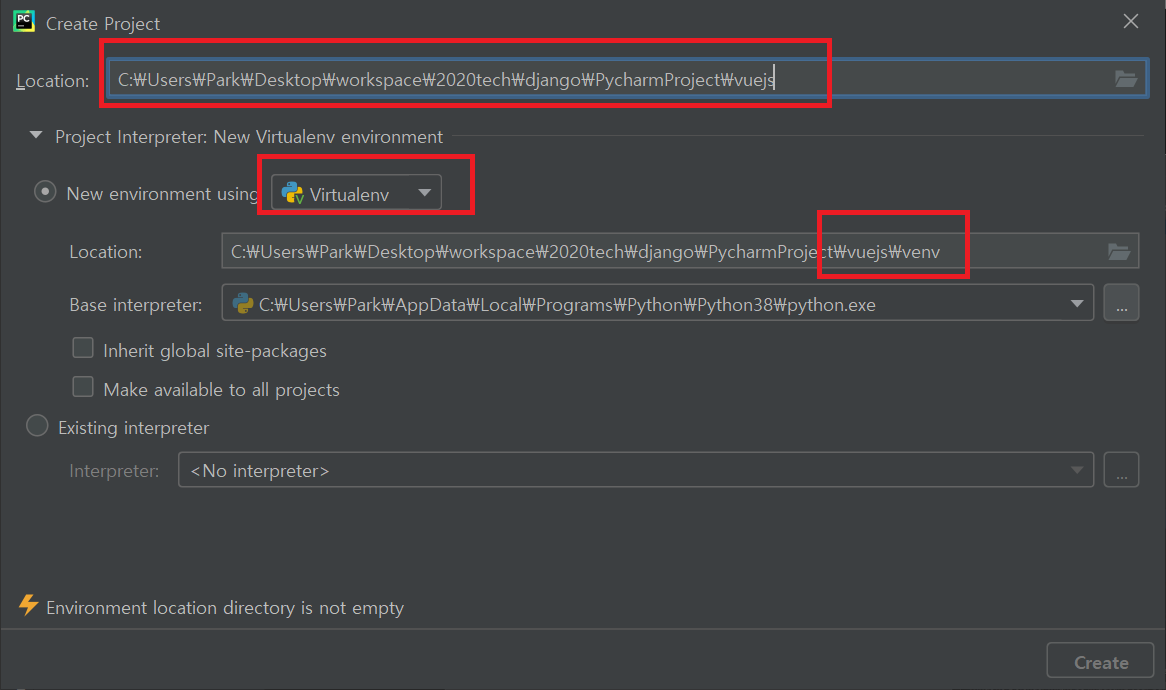 PC
Create Project
Location: C:₩Users₩Park₩Desktop₩workspace₩2020tech₩django₩PycharmProject₩vuejs
Project Interpreter: New Virtualenv environment
New environment using Virtualenv
Location: C:₩Users₩Park₩Desktop₩workspace₩2020tech₩django₩PycharmProject₩vuejs₩venv
Base interpreter: C:₩Users₩Park₩AppData₩Local₩Programs₩Python₩Python38₩python.exe ...
Inherit global site-packages
Make available to all projects
Existing interpreter
Interpreter: <No interpreter> ...
Environment location directory is not empty
Create